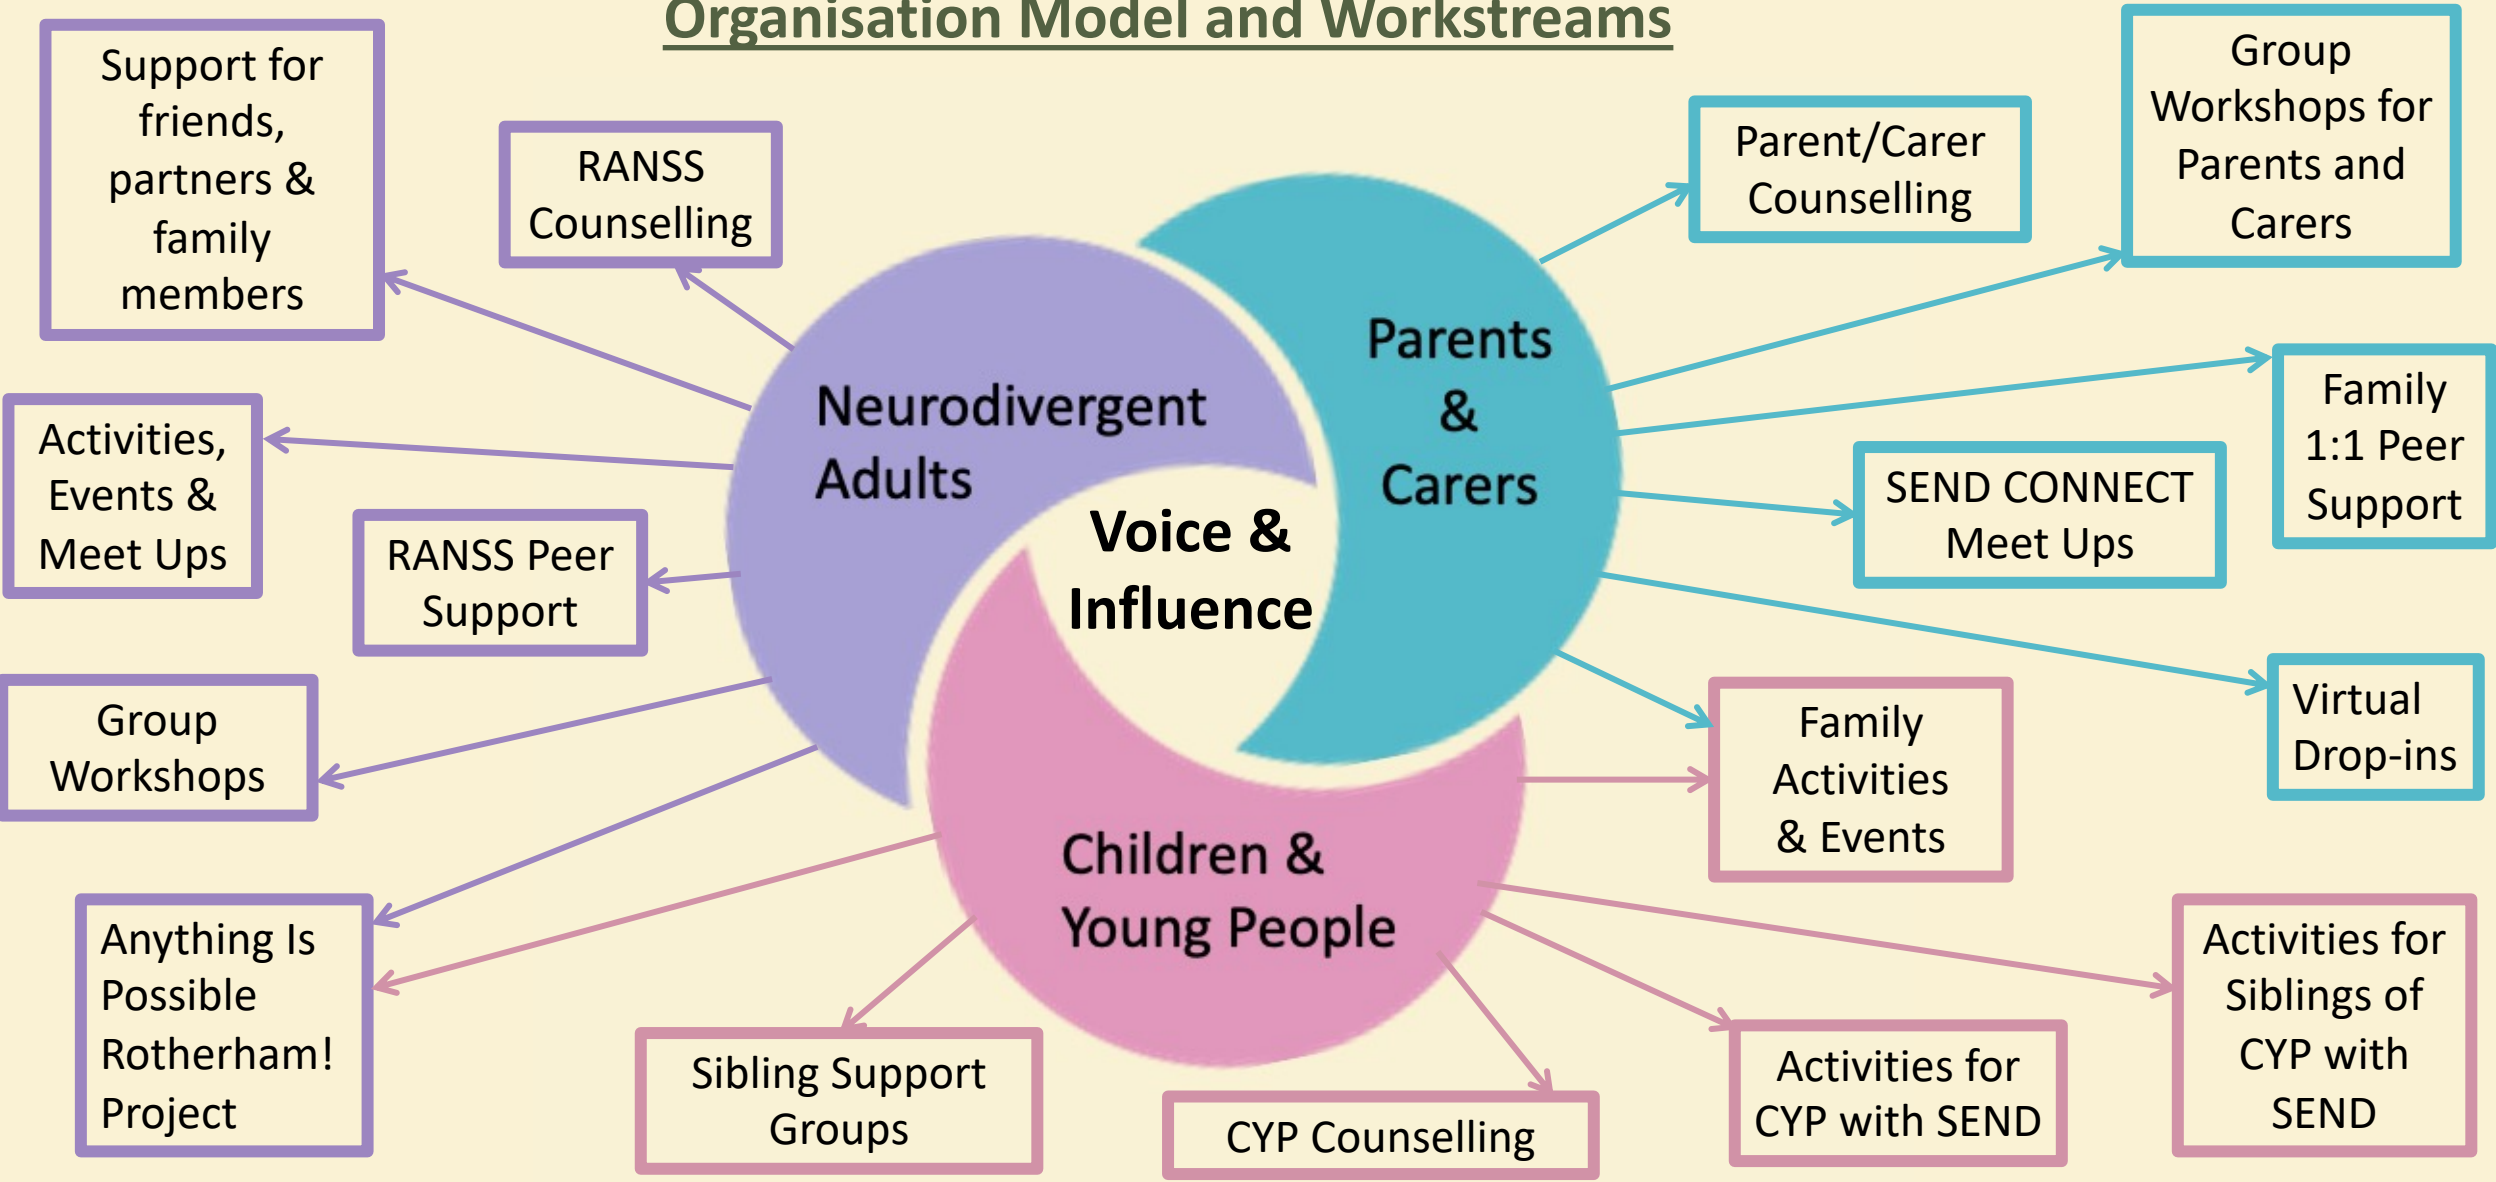 Organisation Model and Workstreams
Support for
friends,
partners &
family
members
RANSS
Counselling
Activities,
Events &
Meet Ups
RANSS Peer
Support
Group
Workshops
Anything Is
Possible
Rotherham!
Project
Neurodivergent
Adults
Voice &
Influence
Parents
&
Carers
Children &
Young People
Parent/Carer
Counselling
Group
Workshops for
Parents and
Carers
Family
1:1 Peer
Support
SEND CONNECT
Meet Ups
Virtual
Drop-ins
Family
Activities
& Events
Activities for
Siblings of
CYP with
SEND
Activities for
CYP with SEND
CYP Counselling
Sibling Support
Groups